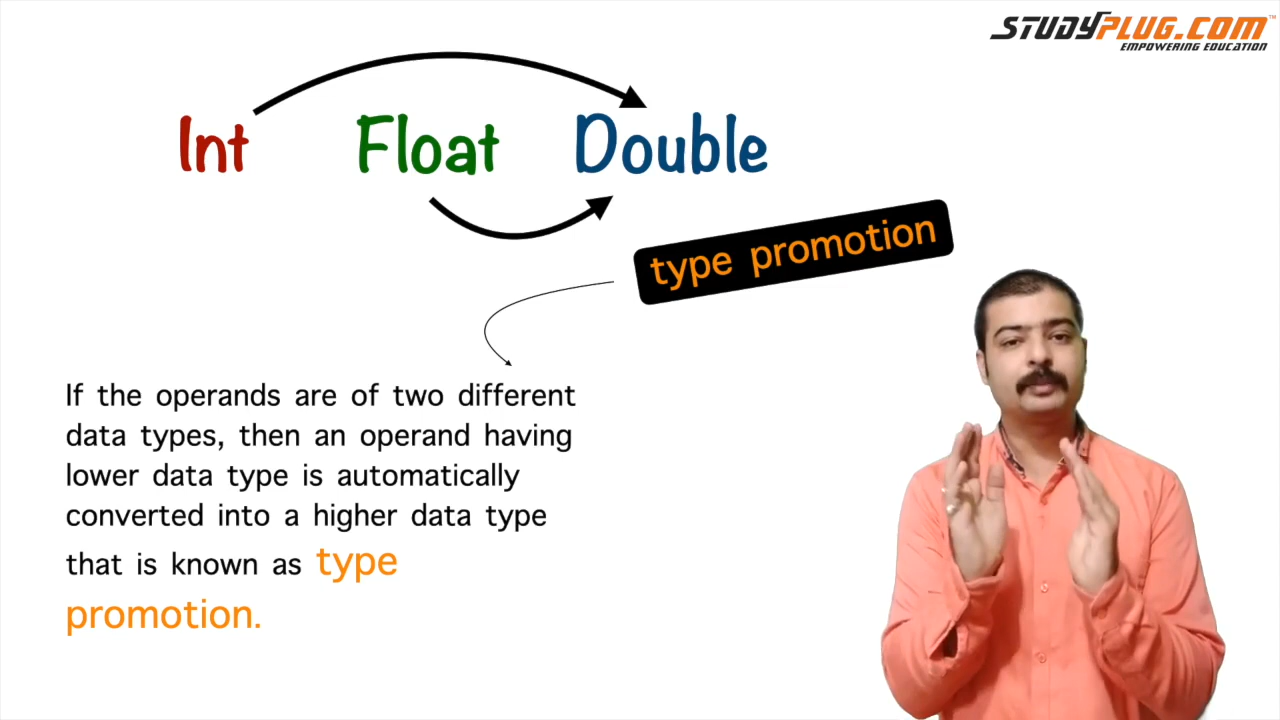 STUDYPLUG.COM™
EMPOWERING EDUCATION
Int Float Double
type promotion
If the operands are of two different
data types, then an operand having
lower data type is automatically
converted into a higher data type
that is known as type
promotion.